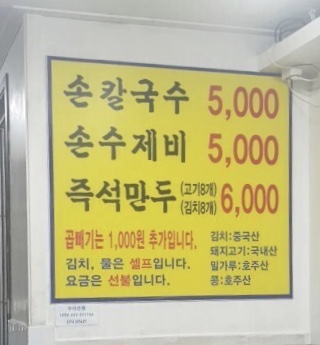 손칼국수 5,000
손수제비 5,000
즉석만두 (고기8개) (김치8개) 6,000
곱빼기는 1,000원 추가입니다.
김치, 물은 셀프입니다.
요금은 선불입니다.
김치:중국산
돼지고기:국내산
밀가루:호주산
콩:호주산